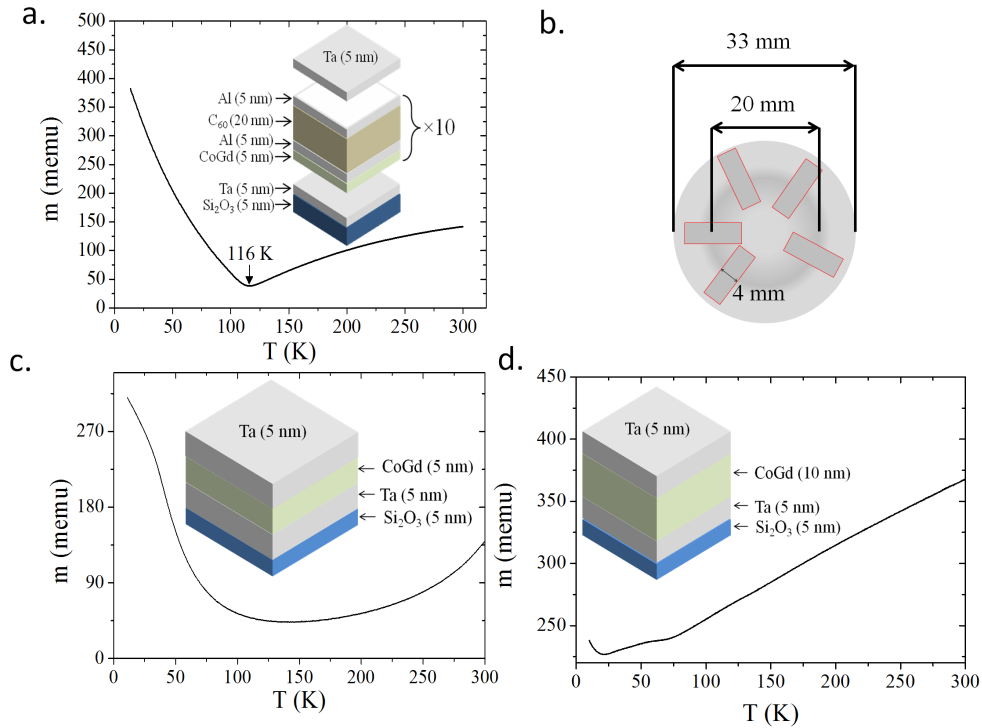 a.
500
450
400
350
300
250
200
150
100
50
0
m (memu)
0 50 100 150 200 250 300
T (K)
116 K
Ta (5 nm)
Al (5 nm)
C₆₀ (20 nm)
Al (5 nm)
CoGd (5 nm)
×10
Ta (5 nm)
Si₂O₃ (5 nm)
b.
33 mm
20 mm
4 mm
c.
270
180
90
0
m (memu)
0 50 100 150 200 250 300
T (K)
Ta (5 nm)
CoGd (5 nm)
Ta (5 nm)
Si₂O₃ (5 nm)
d.
450
400
350
300
250
m (memu)
0 50 100 150 200 250 300
T (K)
Ta (5 nm)
CoGd (10 nm)
Ta (5 nm)
Si₂O₃ (5 nm)